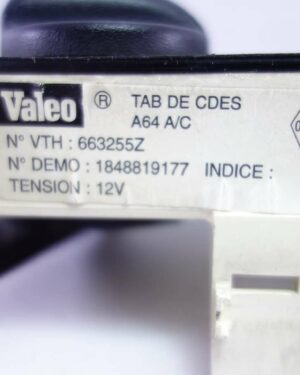 Valeo ® TAB DE CDES
A64 A/C
N° VTH : 663255Z
N° DEMO : 1848819177 INDICE :
TENSION : 12V